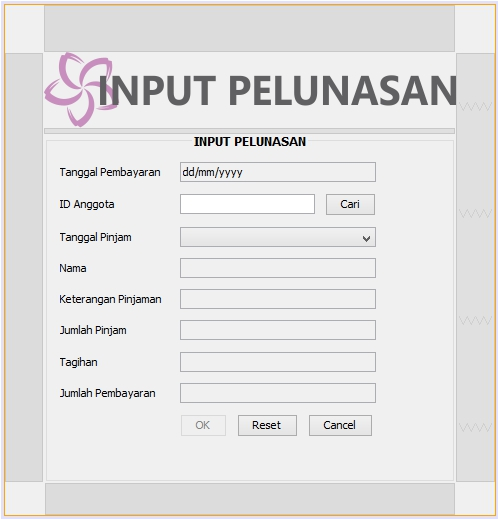 INPUT PELUNASAN
INPUT PELUNASAN
Tanggal Pembayaran dd/mm/yyyy
ID Anggota Cari
Tanggal Pinjam
Nama
Keterangan Pinjaman
Jumlah Pinjam
Tagihan
Jumlah Pembayaran
OK Reset Cancel